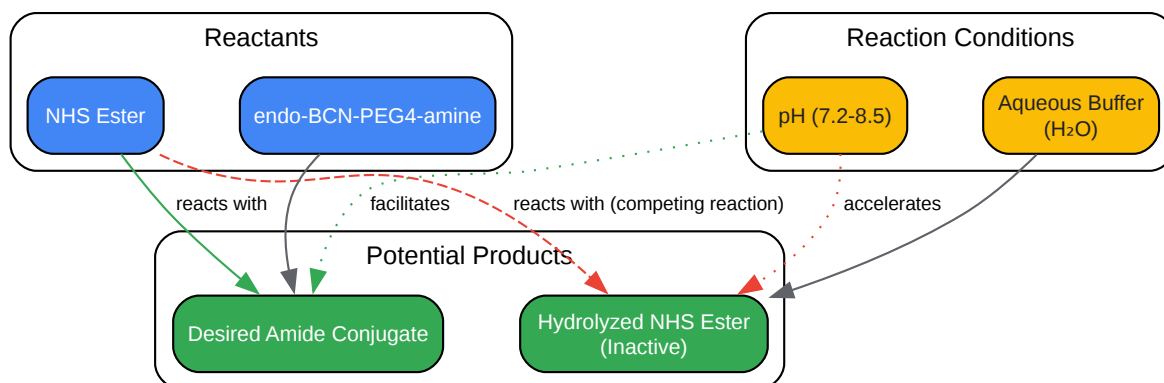 Reactants
Reaction Conditions
NHS Ester
endo-BCN-PEG4-amine
pH (7.2-8.5)
Aqueous Buffer
(H₂O)
reacts with
facilitates
reacts with (competing reaction)
accelerates
Potential Products
Desired Amide Conjugate
Hydrolyzed NHS Ester
(Inactive)